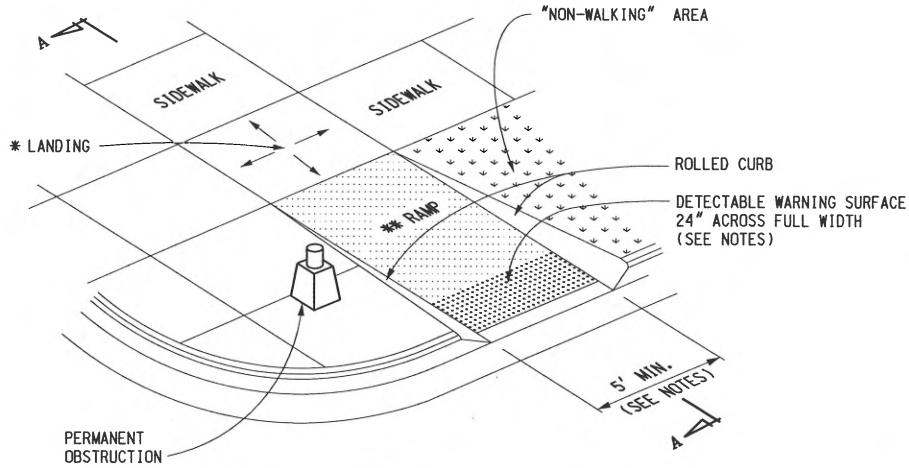 A
"NON-WALKING" AREA
SIDEWALK
SIDEWALK
* LANDING
ROLLED CURB
DETECTABLE WARNING SURFACE
24" ACROSS FULL WIDTH
(SEE NOTES)
** RAMP
5' MIN.
(SEE NOTES)
A
PERMANENT
OBSTRUCTION